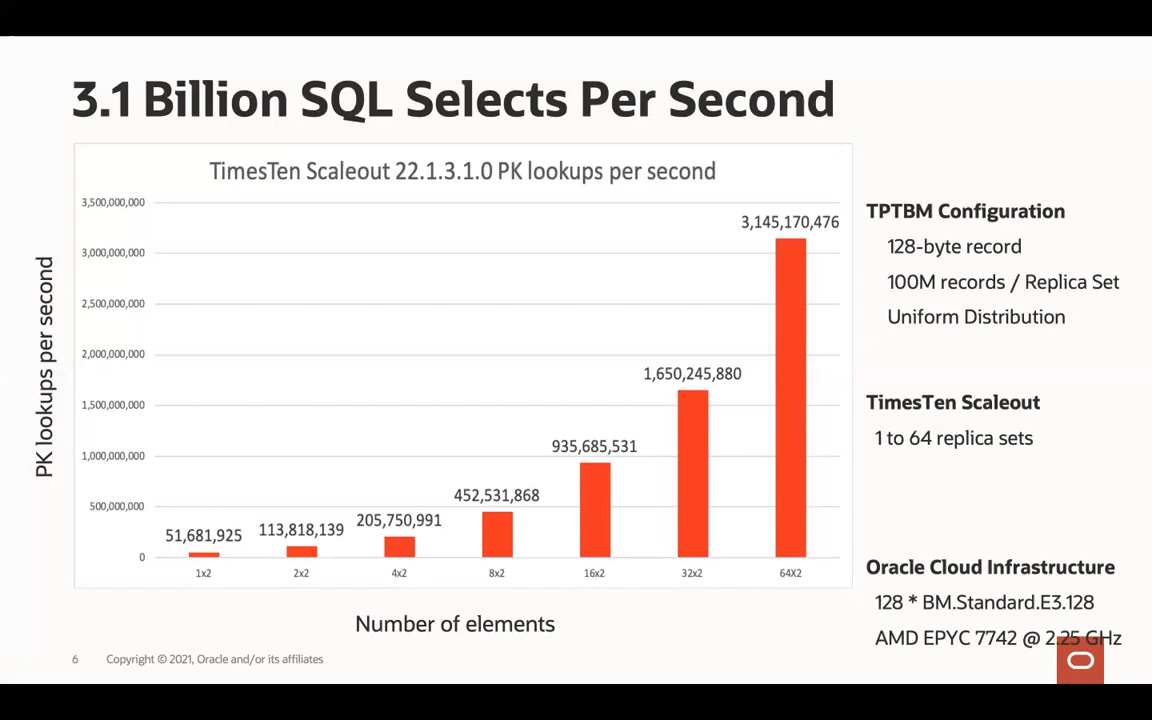 3.1 Billion SQL Selects Per Second
TimesTen Scaleout 22.1.3.1.0 PK lookups per second
PK lookups per second
3,500,000,000
3,000,000,000
2,500,000,000
2,000,000,000
1,500,000,000
1,000,000,000
500,000,000
0
51,681,925
113,818,139
205,750,991
452,531,868
935,685,531
1,650,245,880
3,145,170,476
1x2
2x2
4x2
8x2
16x2
32x2
64X2
Number of elements
TPTBM Configuration
128-byte record
100M records / Replica Set
Uniform Distribution
TimesTen Scaleout
1 to 64 replica sets
Oracle Cloud Infrastructure
128 * BM.Standard.E3.128
AMD EPYC 7742 @ 2.25 GHz
6
Copyright © 2021, Oracle and/or its affiliates